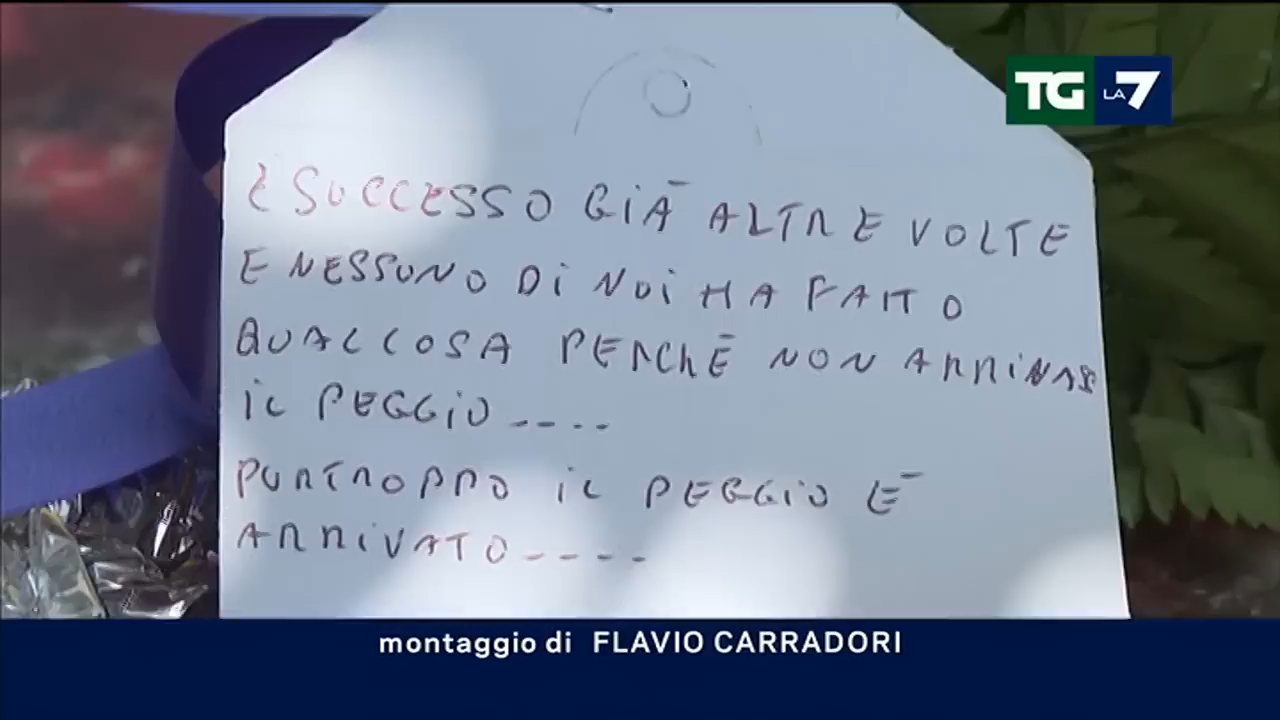 TG LA7
È SUCCESSO GIÀ ALTRE VOLTE
E NESSUNO DI NOI HA FATTO
QUALCOSA PERCHÈ NON ARRIVASSE
IL PEGGIO ----
PURTROPPO IL PEGGIO È
ARRIVATO ----
montaggio di FLAVIO CARRADORI